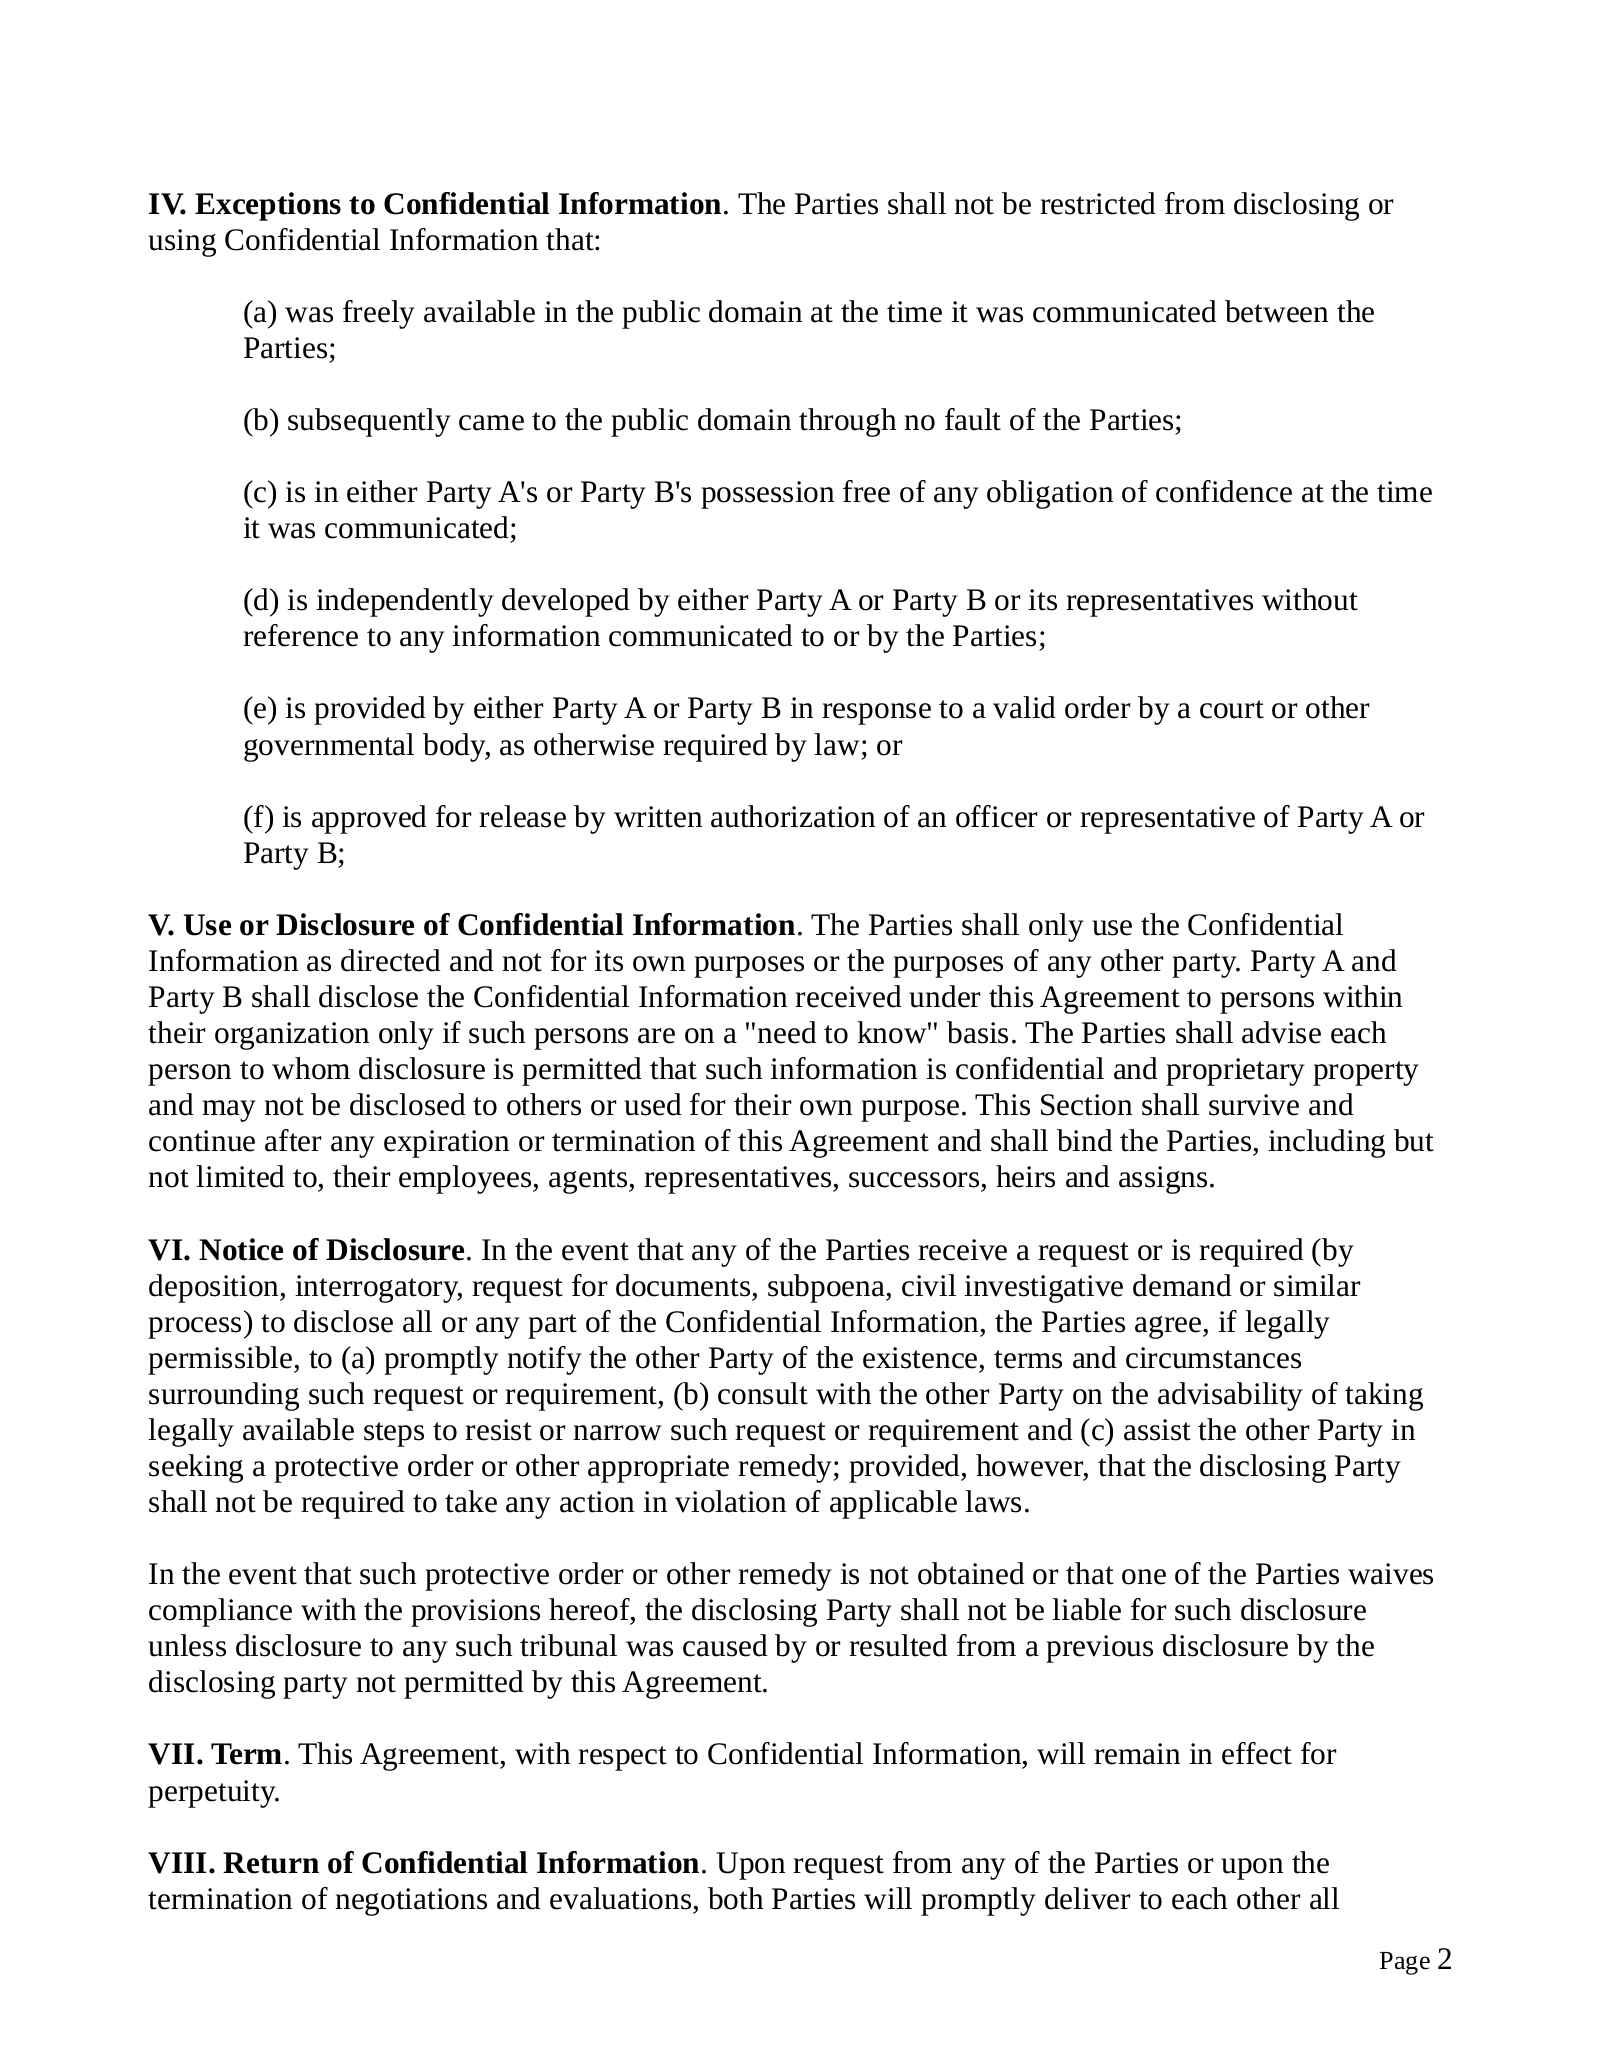 IV. Exceptions to Confidential Information. The Parties shall not be restricted from disclosing or
using Confidential Information that:
(a) was freely available in the public domain at the time it was communicated between the
Parties;
(b) subsequently came to the public domain through no fault of the Parties;
(c) is in either Party A's or Party B's possession free of any obligation of confidence at the time
it was communicated;
(d) is independently developed by either Party A or Party B or its representatives without
reference to any information communicated to or by the Parties;
(e) is provided by either Party A or Party B in response to a valid order by a court or other
governmental body, as otherwise required by law; or
(f) is approved for release by written authorization of an officer or representative of Party A or
Party B;
V. Use or Disclosure of Confidential Information. The Parties shall only use the Confidential
Information as directed and not for its own purposes or the purposes of any other party. Party A and
Party B shall disclose the Confidential Information received under this Agreement to persons within
their organization only if such persons are on a "need to know" basis. The Parties shall advise each
person to whom disclosure is permitted that such information is confidential and proprietary property
and may not be disclosed to others or used for their own purpose. This Section shall survive and
continue after any expiration or termination of this Agreement and shall bind the Parties, including but
not limited to, their employees, agents, representatives, successors, heirs and assigns.
VI. Notice of Disclosure. In the event that any of the Parties receive a request or is required (by
deposition, interrogatory, request for documents, subpoena, civil investigative demand or similar
process) to disclose all or any part of the Confidential Information, the Parties agree, if legally
permissible, to (a) promptly notify the other Party of the existence, terms and circumstances
surrounding such request or requirement, (b) consult with the other Party on the advisability of taking
legally available steps to resist or narrow such request or requirement and (c) assist the other Party in
seeking a protective order or other appropriate remedy; provided, however, that the disclosing Party
shall not be required to take any action in violation of applicable laws.
In the event that such protective order or other remedy is not obtained or that one of the Parties waives
compliance with the provisions hereof, the disclosing Party shall not be liable for such disclosure
unless disclosure to any such tribunal was caused by or resulted from a previous disclosure by the
disclosing party not permitted by this Agreement.
VII. Term. This Agreement, with respect to Confidential Information, will remain in effect for
perpetuity.
VIII. Return of Confidential Information. Upon request from any of the Parties or upon the
termination of negotiations and evaluations, both Parties will promptly deliver to each other all
Page 2